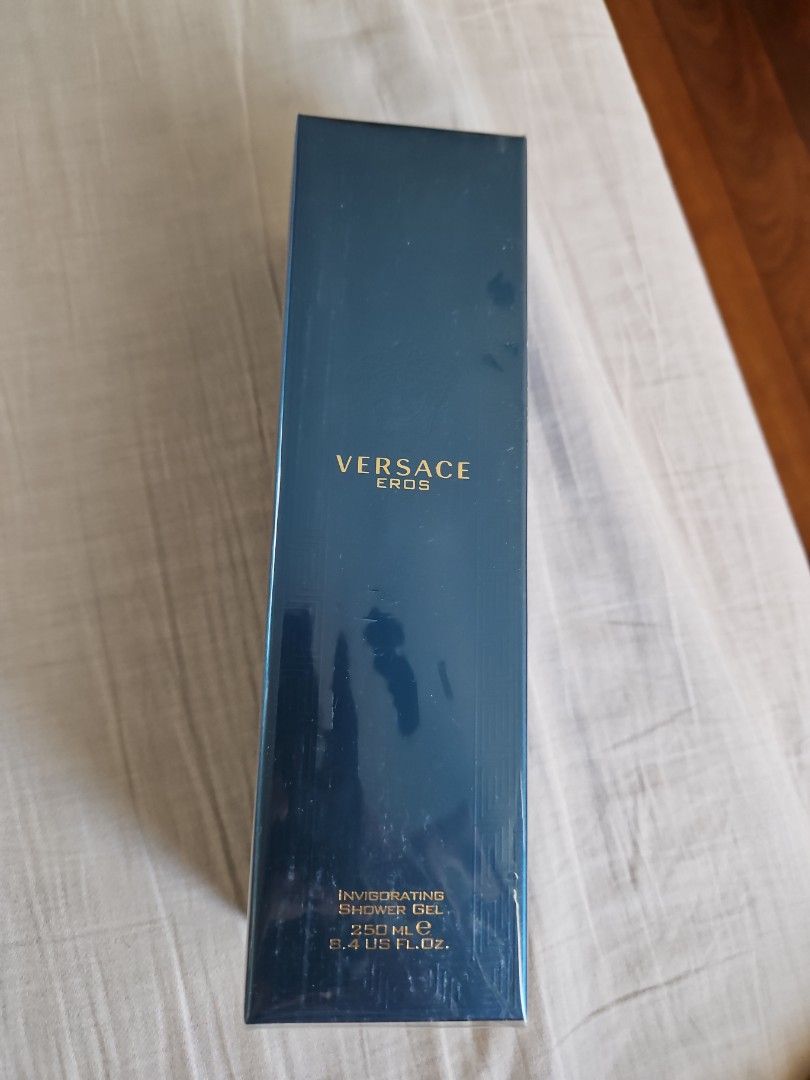 VERSACE
EROS
INVIGORATING
SHOWER GEL
250 ML e
8.4 US FL.OZ.